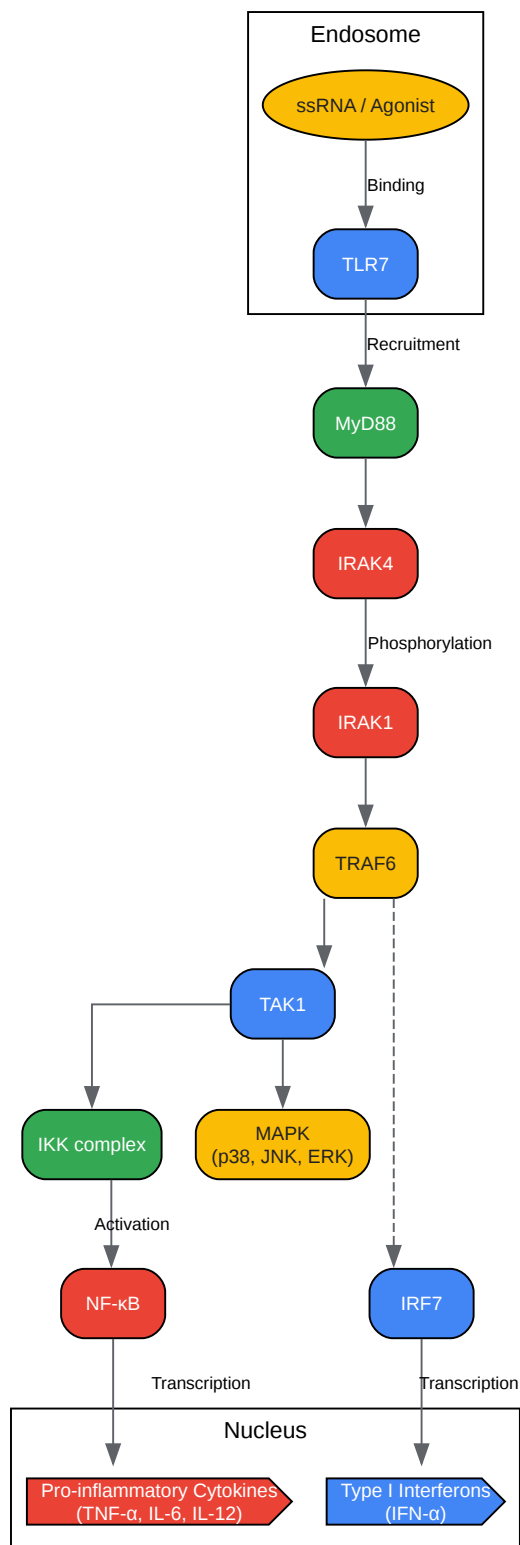 Endosome
ssRNA / Agonist
Binding
TLR7
Recruitment
MyD88
IRAK4
Phosphorylation
IRAK1
TRAF6
TAK1
IKK complex
MAPK
(p38, JNK, ERK)
Activation
NF-κB
IRF7
Transcription
Transcription
Nucleus
Pro-inflammatory Cytokines
(TNF-α, IL-6, IL-12)
Type I Interferons
(IFN-α)